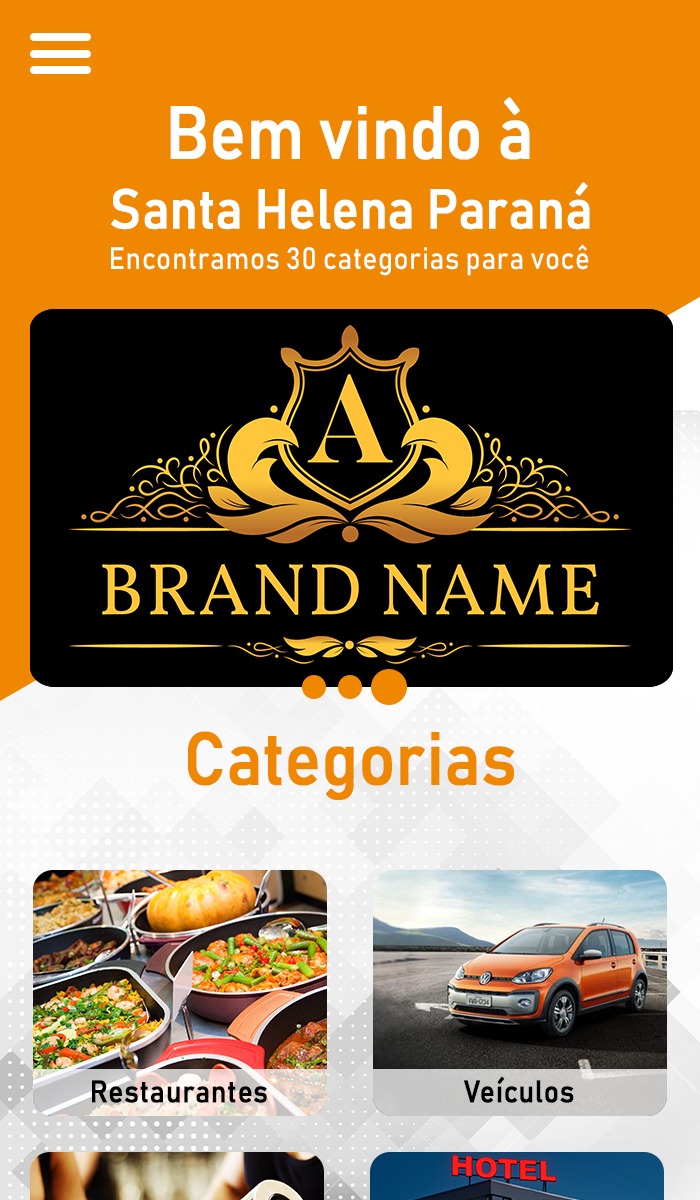 Bem vindo à
Santa Helena Paraná
Encontramos 30 categorias para você
A
BRAND NAME
Categorias
Restaurantes
Veículos
HOTEL